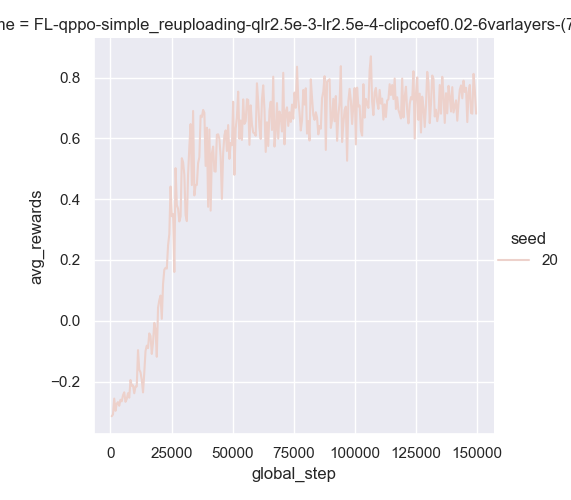 me = FL-qppo-simple_reuploading-qlr2.5e-3-lr2.5e-4-clipcoef0.02-6varlayers-(7
0.8
0.6
0.4
0.2
0.0
−0.2
avg_rewards
seed
20
0 25000 50000 75000 100000 125000 150000
global_step